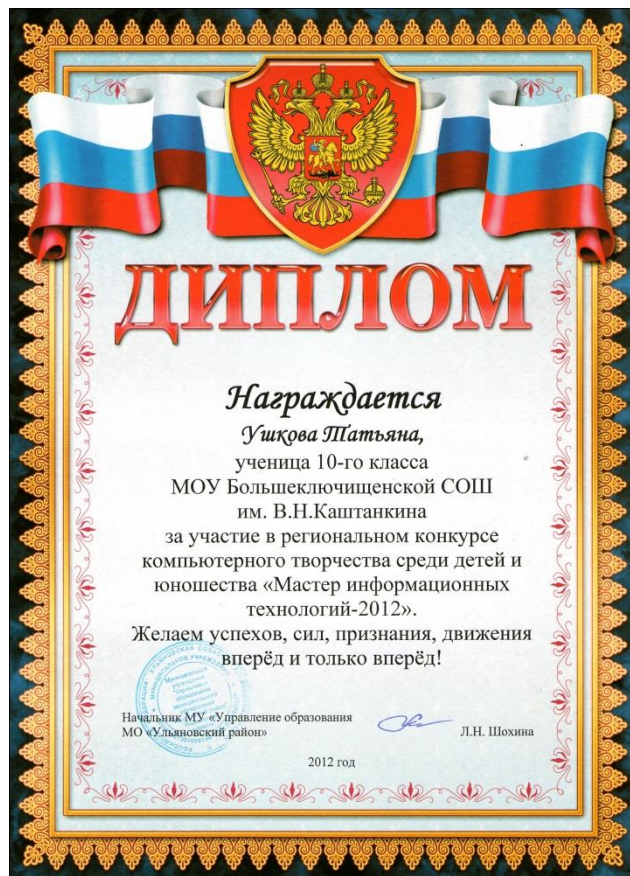 ДИПЛОМ
Награждается
Ушкова Татьяна,
ученица 10-го класса
МОУ Большеключищенской СОШ
им. В.Н.Каштанкина
за участие в региональном конкурсе
компьютерного творчества среди детей и
юношества «Мастер информационных
технологий-2012».
Желаем успехов, сил, признания, движения
вперёд и только вперёд!
Начальник МУ «Управление образования
МО «Ульяновский район»
Л.Н. Шохина
2012 год